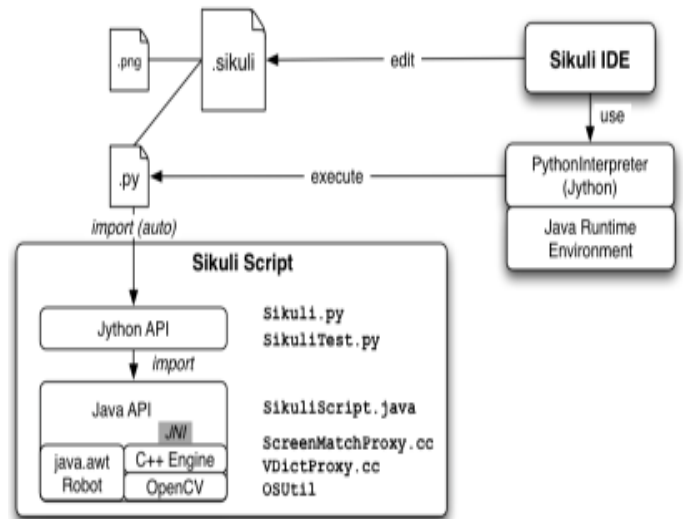 .png
.sikuli
edit
Sikuli IDE
use
.py
execute
PythonInterpreter
(Jython)
Java Runtime
Environment
import (auto)
Sikuli Script
Jython API
Sikuli.py
SikuliTest.py
import
Java API
SikuliScript.java
JNI
java.awt
Robot
C++ Engine
OpenCV
ScreenMatchProxy.cc
VDictProxy.cc
OSUtil